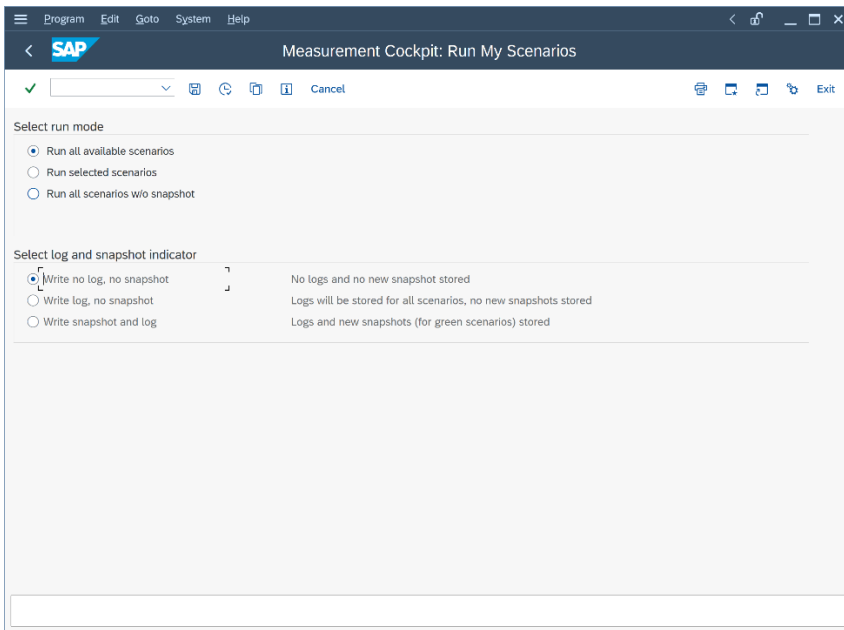 Program Edit Goto System Help
SAP Measurement Cockpit: Run My Scenarios
Cancel Exit
Select run mode
Run all available scenarios
Run selected scenarios
Run all scenarios w/o snapshot
Select log and snapshot indicator
Write no log, no snapshot No logs and no new snapshot stored
Write log, no snapshot Logs will be stored for all scenarios, no new snapshots stored
Write snapshot and log Logs and new snapshots (for green scenarios) stored